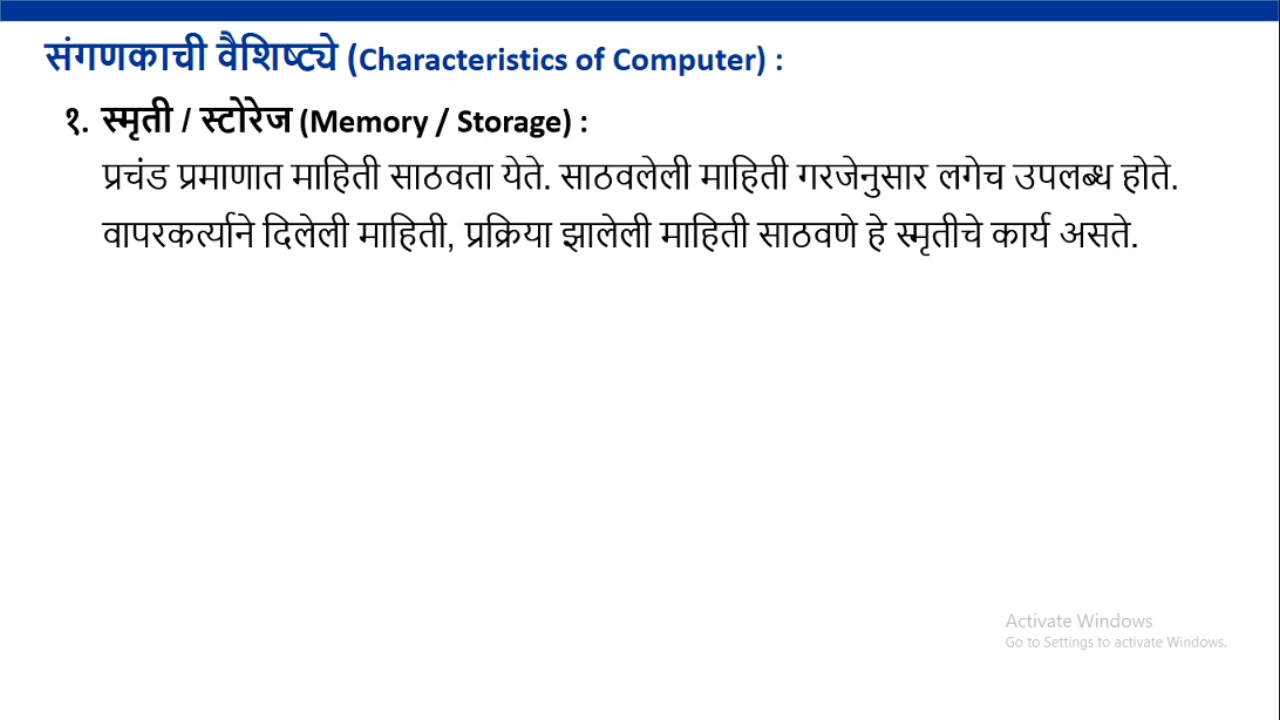 संगणकाची वैशिष्ट्ये (Characteristics of Computer) :
१. स्मृती / स्टोरेज (Memory / Storage) :
प्रचंड प्रमाणात माहिती साठवता येते. साठवलेली माहिती गरजेनुसार लगेच उपलब्ध होते.
वापरकर्त्याने दिलेली माहिती, प्रक्रिया झालेली माहिती साठवणे हे स्मृतीचे कार्य असते.
Activate Windows
Go to Settings to activate Windows.